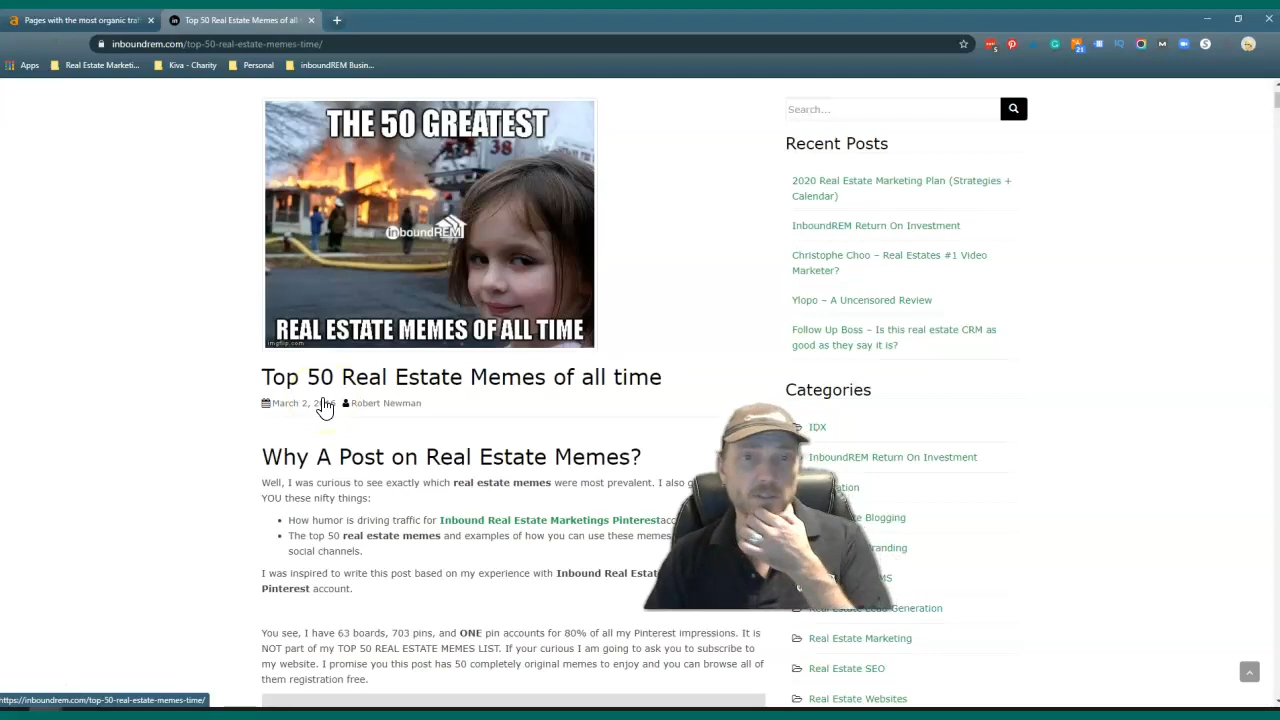 Pages with the most organic tra
Top 50 Real Estate Memes of all
inboundrem.com/top-50-real-estate-memes-time/
Apps
Real Estate Marketi...
Kiva - Charity
Personal
inboundREM Busin...
THE 50 GREATEST
38
inboundREM
REAL ESTATE MEMES OF ALL TIME
imgflip.com
Top 50 Real Estate Memes of all time
March 2, Robert Newman
Why A Post on Real Estate Memes?
Well, I was curious to see exactly which real estate memes were most prevalent. I also g
YOU these nifty things:
• How humor is driving traffic for Inbound Real Estate Marketings Pinterest acc
• The top 50 real estate memes and examples of how you can use these memes
social channels.
I was inspired to write this post based on my experience with Inbound Real Estat
Pinterest account.
You see, I have 63 boards, 703 pins, and ONE pin accounts for 80% of all my Pinterest impressions. It is
NOT part of my TOP 50 REAL ESTATE MEMES LIST. If your curious I am going to ask you to subscribe to
my website. I promise you this post has 50 completely original memes to enjoy and you can browse all of
them registration free.
Search...
Recent Posts
2020 Real Estate Marketing Plan (Strategies +
Calendar)
InboundREM Return On Investment
Christophe Choo – Real Estates #1 Video
Marketer?
Ylopo – A Uncensored Review
Follow Up Boss – Is this real estate CRM as
good as they say it is?
Categories
IDX
InboundREM Return On Investment
ration
te Blogging
randing
MS
Real Estate Lead Generation
Real Estate Marketing
Real Estate SEO
Real Estate Websites
https://inboundrem.com/top-50-real-estate-memes-time/